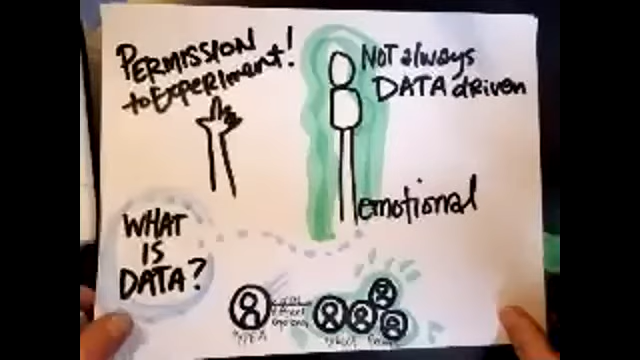 PERMISSION
to ExperIment!
NOT always
DATA driven
emotional
WHAT
IS
DATA?